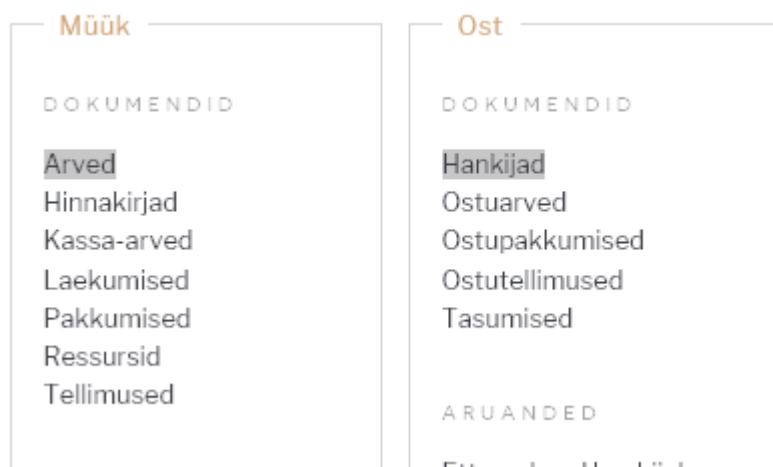 Müük
DOKUMENDID
Arved
Hinnakirjad
Kassa-arved
Laekumised
Pakkumised
Ressursid
Tellimused
Ost
DOKUMENDID
Hankijad
Ostuarved
Ostupakkumised
Ostutellimused
Tasumised
ARUANDED